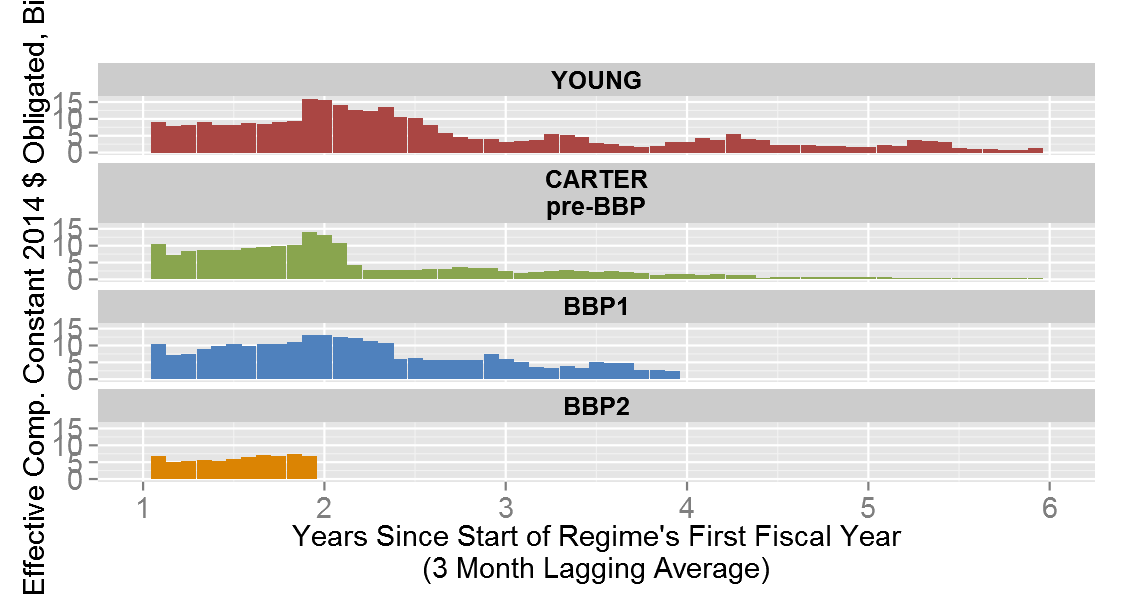 Effective Comp. Constant 2014 $ Obligated, Bi
YOUNG
15
10
5
0
CARTER
pre-BBP
15
10
5
0
BBP1
15
10
5
0
BBP2
15
10
5
0
1 2 3 4 5 6
Years Since Start of Regime's First Fiscal Year
(3 Month Lagging Average)